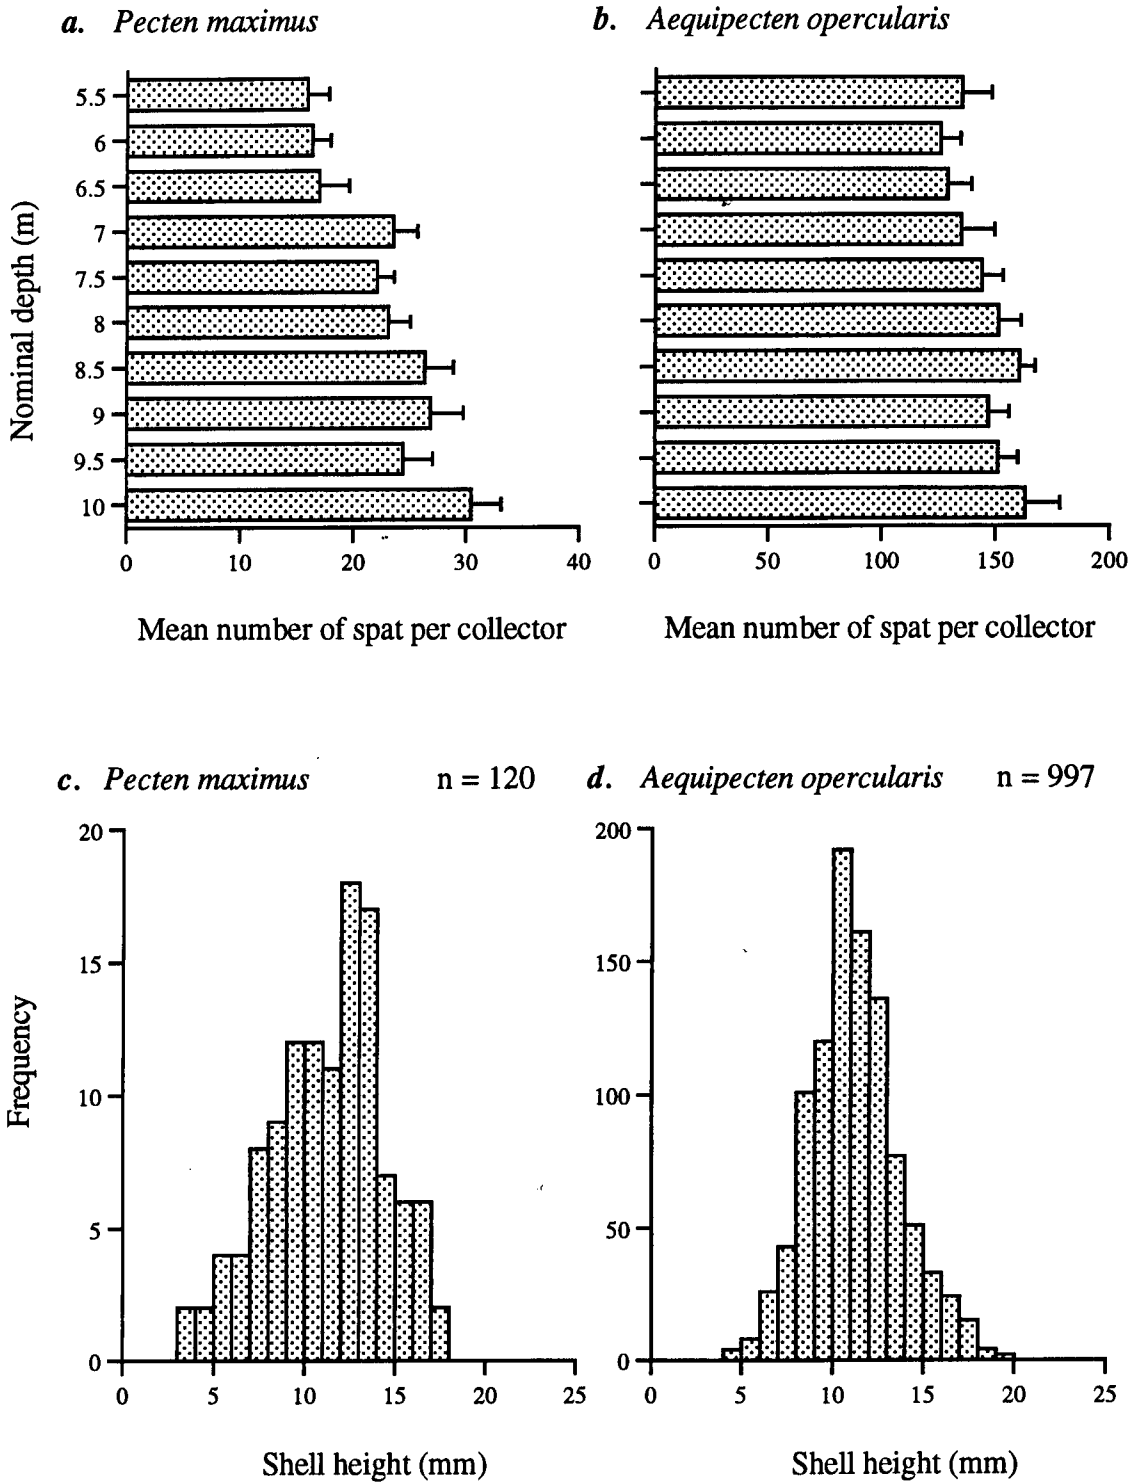 a. Pecten maximus
b. Aequipecten opercularis
Nominal depth (m)
5.5
6
6.5
7
7.5
8
8.5
9
9.5
10
0 10 20 30 40
0 50 100 150 200
Mean number of spat per collector
Mean number of spat per collector
c. Pecten maximus n = 120
d. Aequipecten opercularis n = 997
Frequency
20
15
10
5
0
200
150
100
50
0
0 5 10 15 20 25
0 5 10 15 20 25
Shell height (mm)
Shell height (mm)